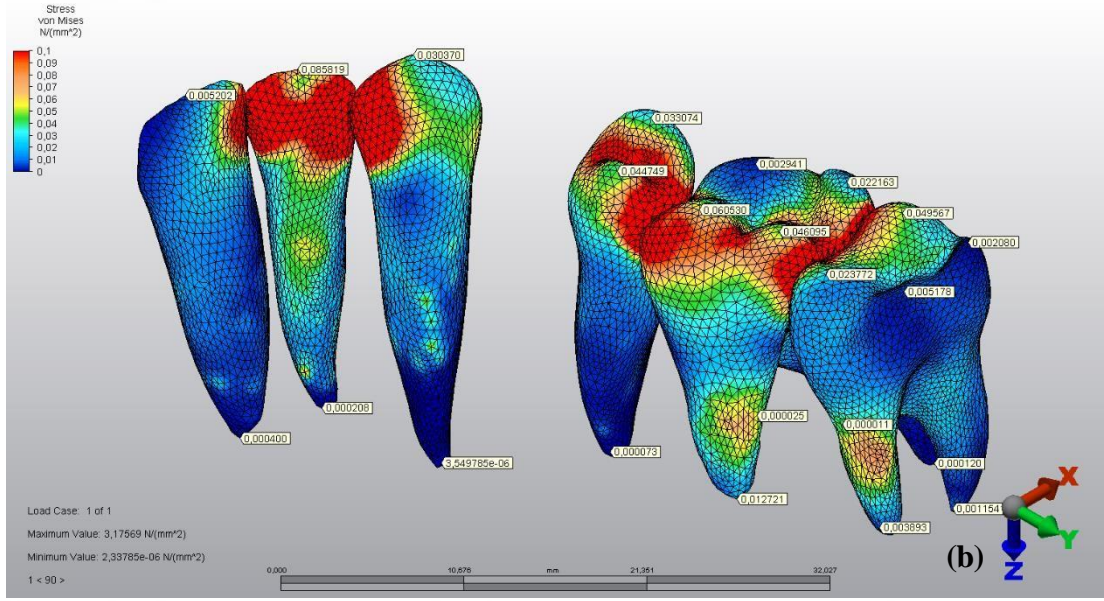 Stress
von Mises
N/(mm^2)
0,1
0,09
0,08
0,07
0,06
0,05
0,04
0,03
0,02
0,01
0
0,005202
0,085819
0,030370
0,000400
0,000208
3,549785e-06
0,033074
0,044749
0,002941
0,022163
0,060530
0,049567
0,046095
0,002080
0,023772
0,005178
0,000025
0,000011
0,000073
0,000120
0,012721
0,001154
0,003893
X
Y
Z
(b)
Load Case: 1 of 1
Maximum Value: 3,17569 N/(mm^2)
Minimum Value: 2,33785e-06 N/(mm^2)
1 < 90 >
0,000 10,676 mm 21,351 32,027